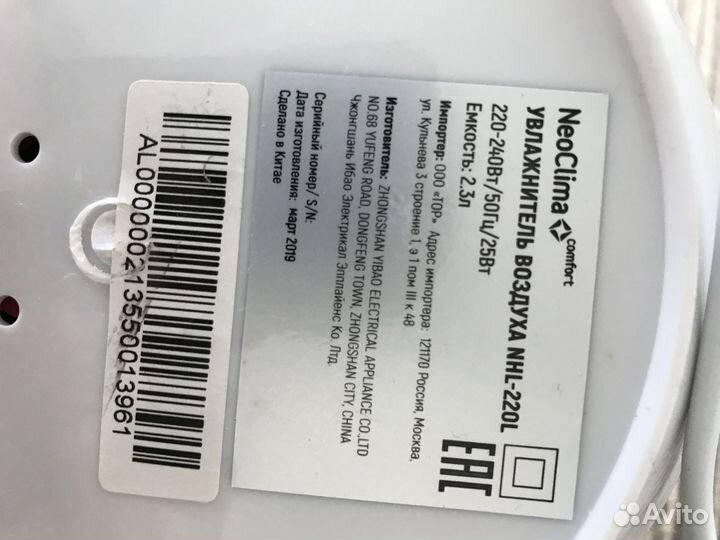 NeoClima comfort
УВЛАЖНИТЕЛЬ ВОЗДУХА NHL-220L
220-240Вт/50Гц/25Вт
Емкость: 2.3л
Импортер: ООО «ТОР» Адрес импортера: 121170 Россия, Москва,
ул. Кульнева 3 строение 1, э 1 пом III к 48
Изготовитель: ZHONGSHAN YIBAO ELECTRICAL APPLIANCE CO.,LTD
NO.68 YUFENG ROAD, DONGFENG TOWN, ZHONGSHAN CITY, CHINA
Чжонгшань Ибао Электрикал Эпплайенс Ко. Лтд.
Серийный номер/ S/N:
Дата изготовления: март 2019
Сделано в Китае
EAC
AL000000213550013961
Avito